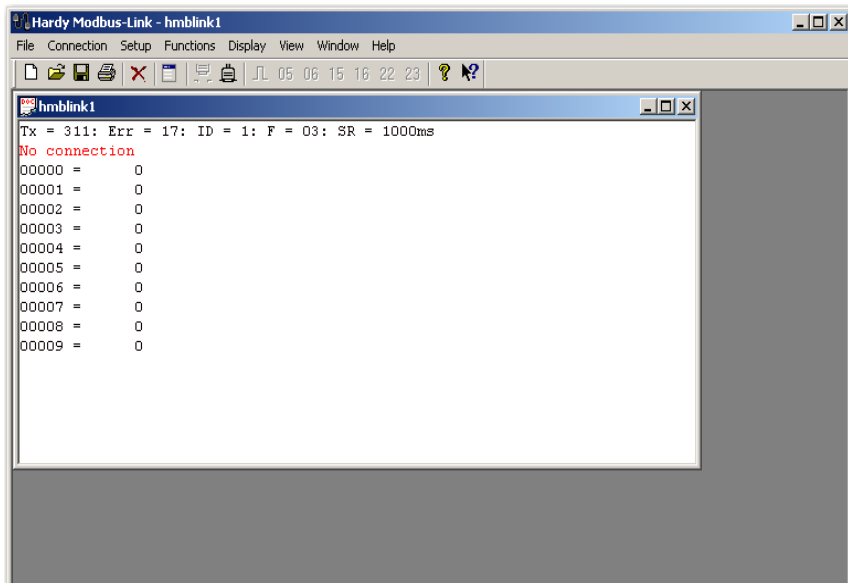 Hardy Modbus-Link - hmblink1
File Connection Setup Functions Display View Window Help
05 06 15 16 22 23
hmblink1
Tx = 311: Err = 17: ID = 1: F = 03: SR = 1000ms
No connection
00000 = 0
00001 = 0
00002 = 0
00003 = 0
00004 = 0
00005 = 0
00006 = 0
00007 = 0
00008 = 0
00009 = 0